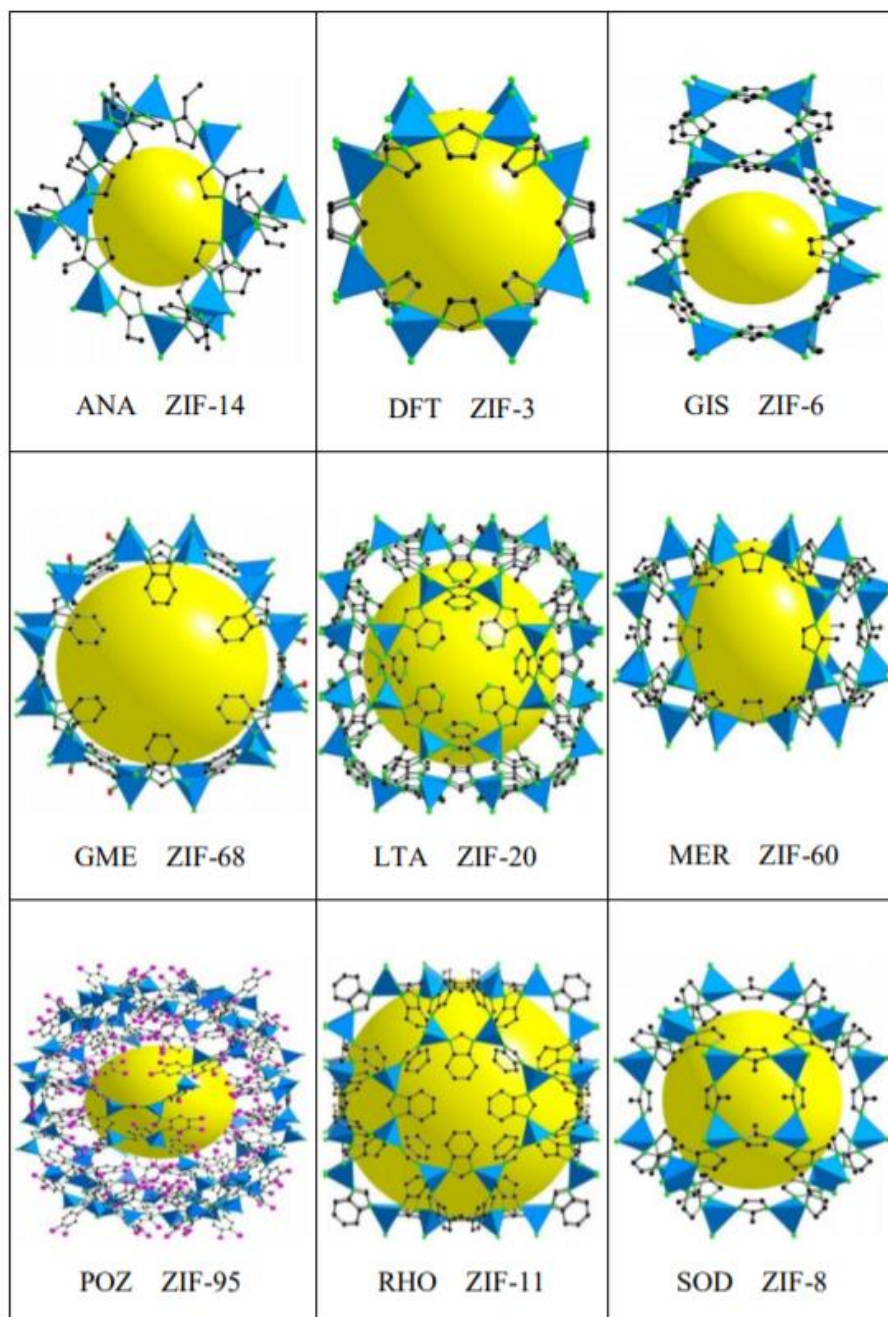 ANA ZIF-14
DFT ZIF-3
GIS ZIF-6
GME ZIF-68
LTA ZIF-20
MER ZIF-60
POZ ZIF-95
RHO ZIF-11
SOD ZIF-8